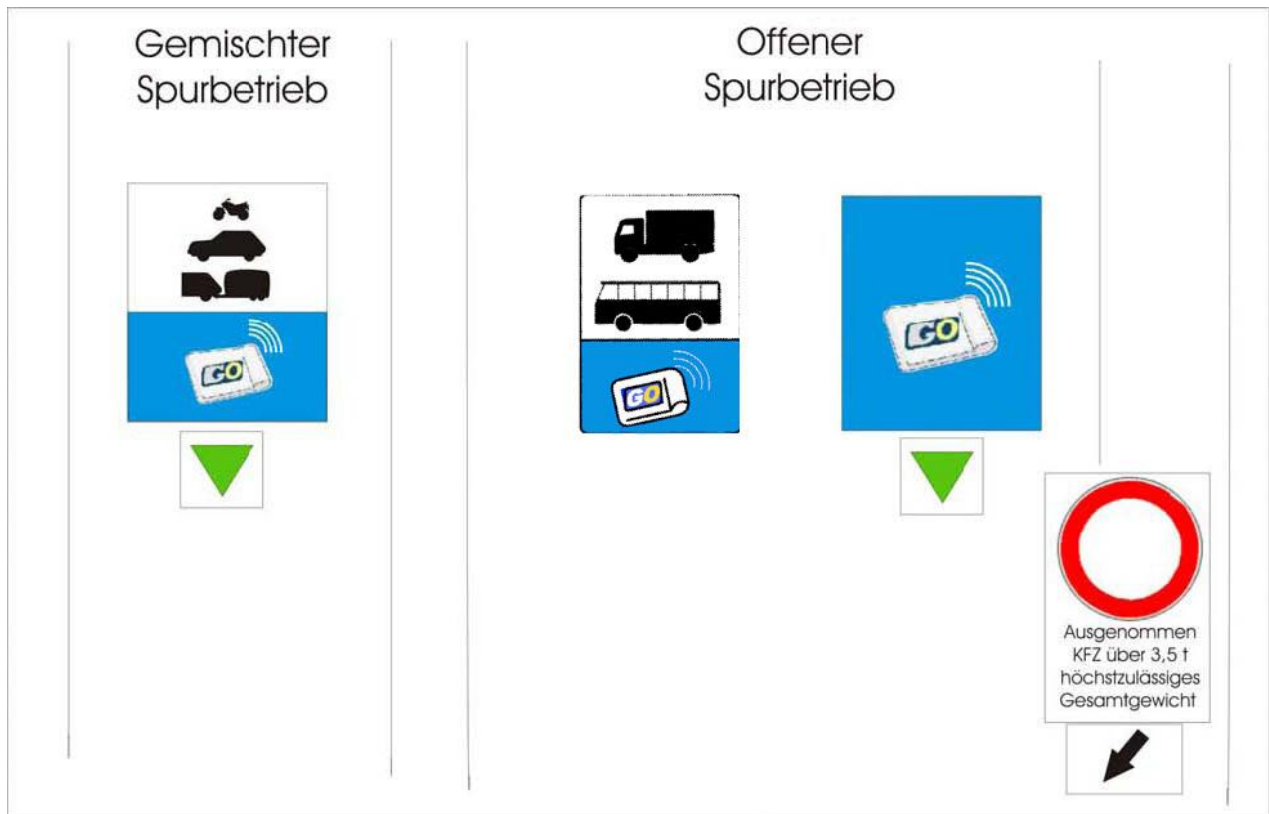 Gemischter
Spurbetrieb
Offener
Spurbetrieb
GO
GO
GO
Ausgenommen
KFZ über 3,5 t
höchstzulässiges
Gesamtgewicht